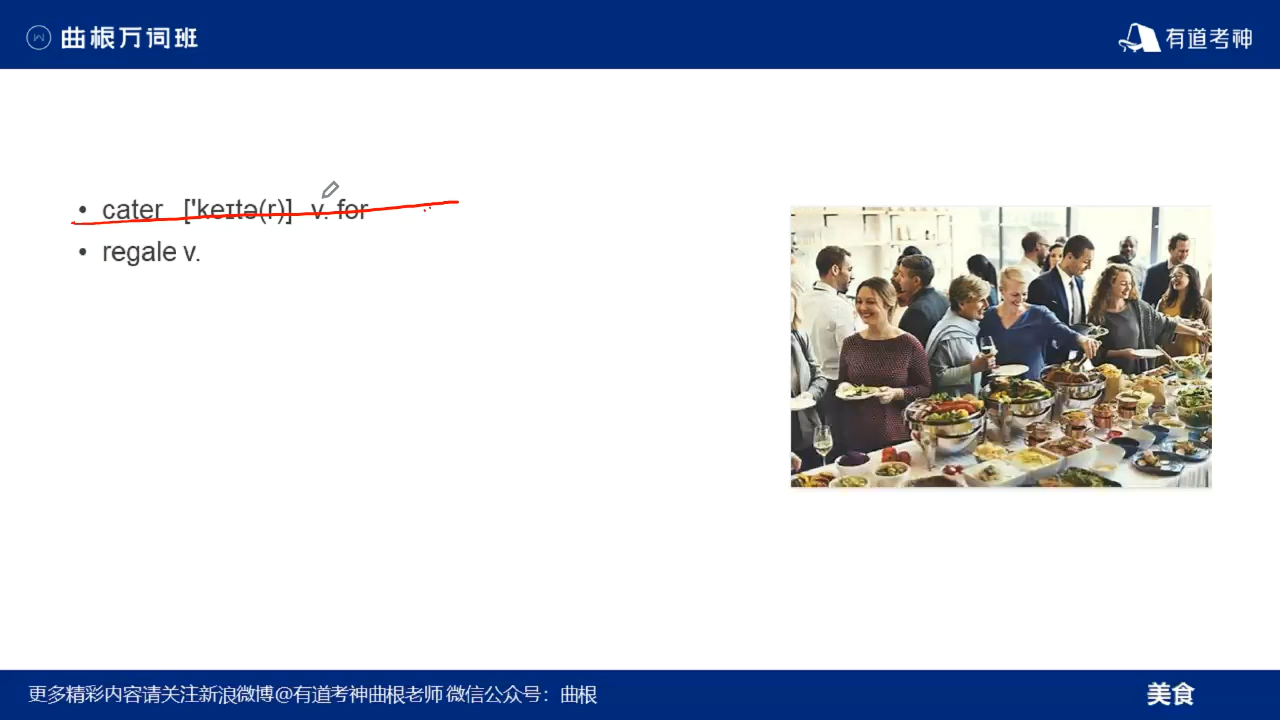 曲根万词班
有道考神
• cater ['keɪtə(r)] v. for
• regale v.
更多精彩内容请关注新浪微博@有道考神曲根老师 微信公众号：曲根
美食